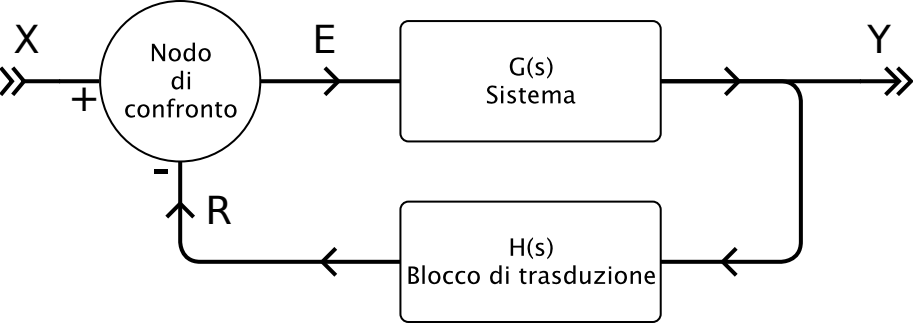 X
E
Y
Nodo
di
confronto
+
-
G(s)
Sistema
R
H(s)
Blocco di trasduzione